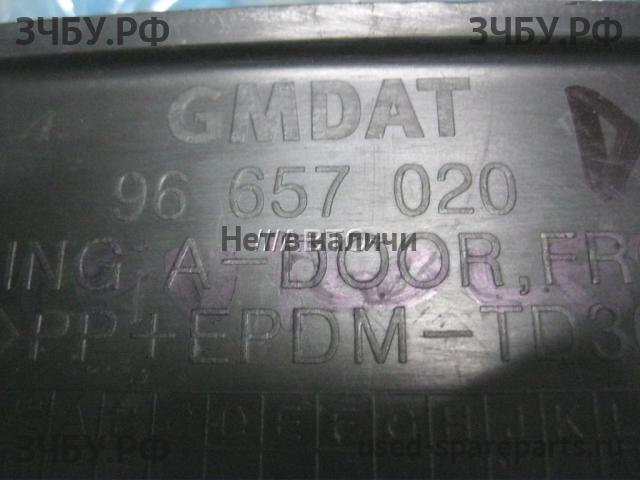 ЗЧБУ.РФ ЗЧБУ.РФ
GMDAT
96 657 020
Нет в наличи
ING;A-DOOR,FR
>PP+EPDM-TD30
D E F G H J K L
ЗЧБУ.РФ used-spareparts.ru